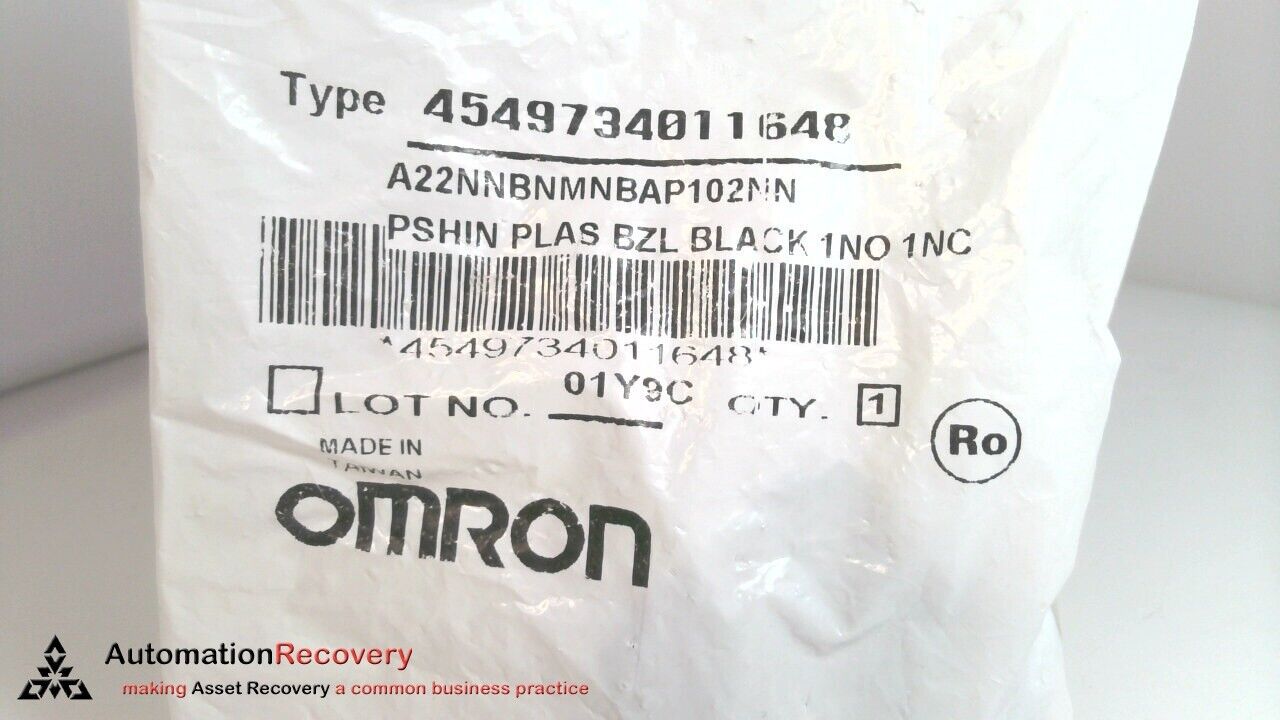 Type 4549734011648
A22NNBNMNBAP102NN
PSHIN PLAS BZL BLACK 1NO 1NC
*4549734011648*
LOT NO. 01Y9C QTY. 1
Ro
MADE IN
TAIWAN
OMRON
AutomationRecovery
making Asset Recovery a common business practice